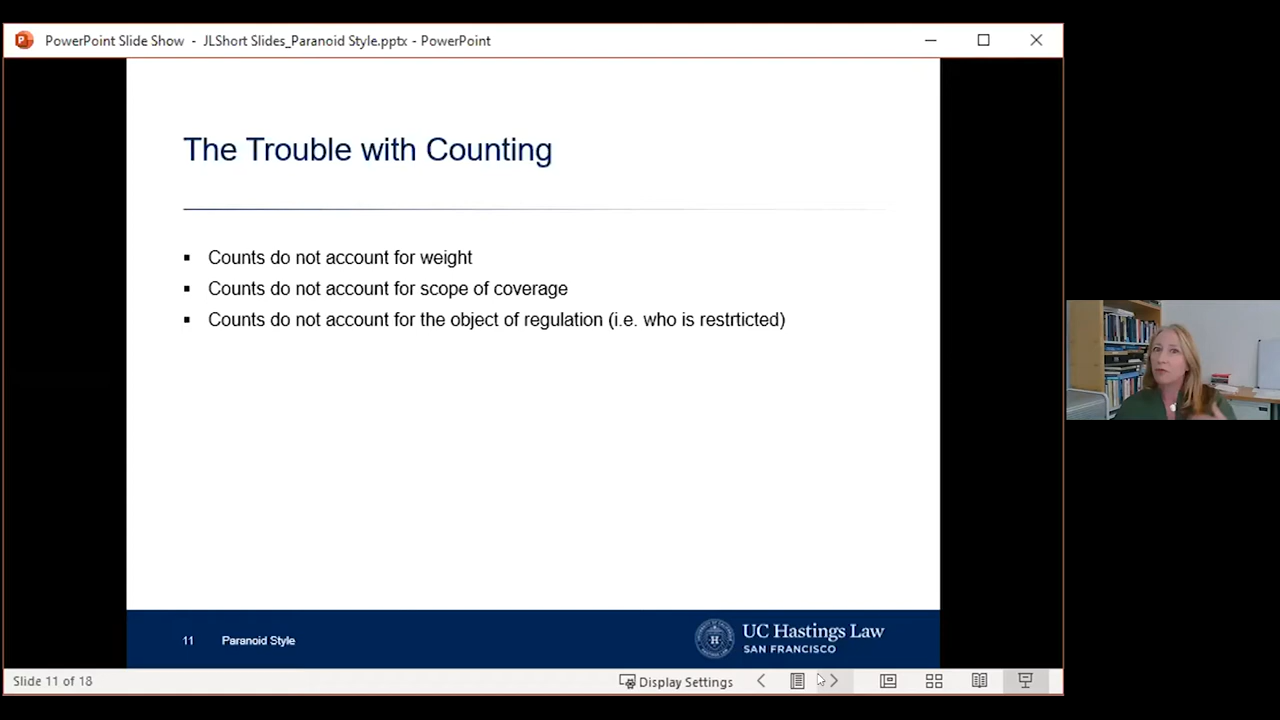 PowerPoint Slide Show - JLShort Slides_Paranoid Style.pptx - PowerPoint
The Trouble with Counting
▪ Counts do not account for weight
▪ Counts do not account for scope of coverage
▪ Counts do not account for the object of regulation (i.e. who is restrticted)
11 Paranoid Style
UC Hastings Law
SAN FRANCISCO
Slide 11 of 18
Display Settings